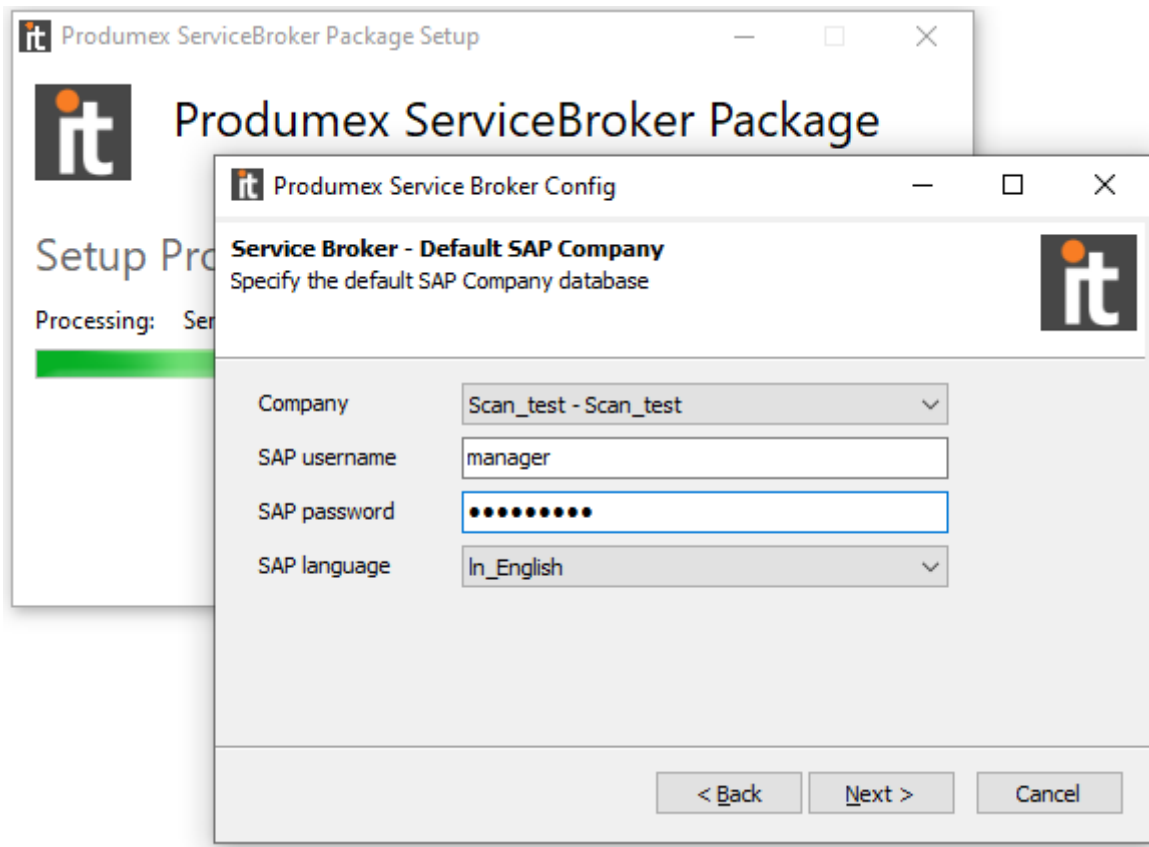 it Produmex ServiceBroker Package Setup
it Produmex ServiceBroker Package
it Produmex Service Broker Config
Service Broker - Default SAP Company
Specify the default SAP Company database
it
Setup
Processing:
Company Scan_test - Scan_test
SAP username manager
SAP password •••••••••
SAP language ln_English
< Back Next > Cancel